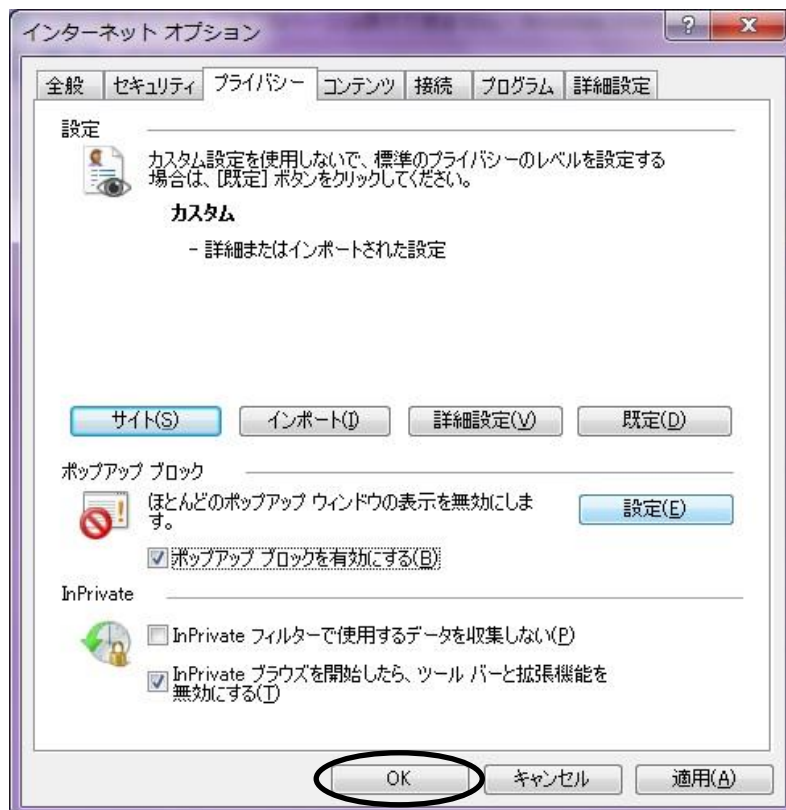 インターネット オプション
全般 セキュリティ プライバシー コンテンツ 接続 プログラム 詳細設定
設定
カスタム設定を使用しないで、標準のプライバシーのレベルを設定する
場合は、[既定] ボタンをクリックしてください。
カスタム
- 詳細またはインポートされた設定
サイト(S) インポート(I) 詳細設定(V) 既定(D)
ポップアップ ブロック
ほとんどのポップアップ ウィンドウの表示を無効にしま
す。
設定(E)
ポップアップ ブロックを有効にする(B)
InPrivate
InPrivate フィルターで使用するデータを収集しない(P)
InPrivate ブラウズを開始したら、ツール バーと拡張機能を
無効にする(T)
OK キャンセル 適用(A)